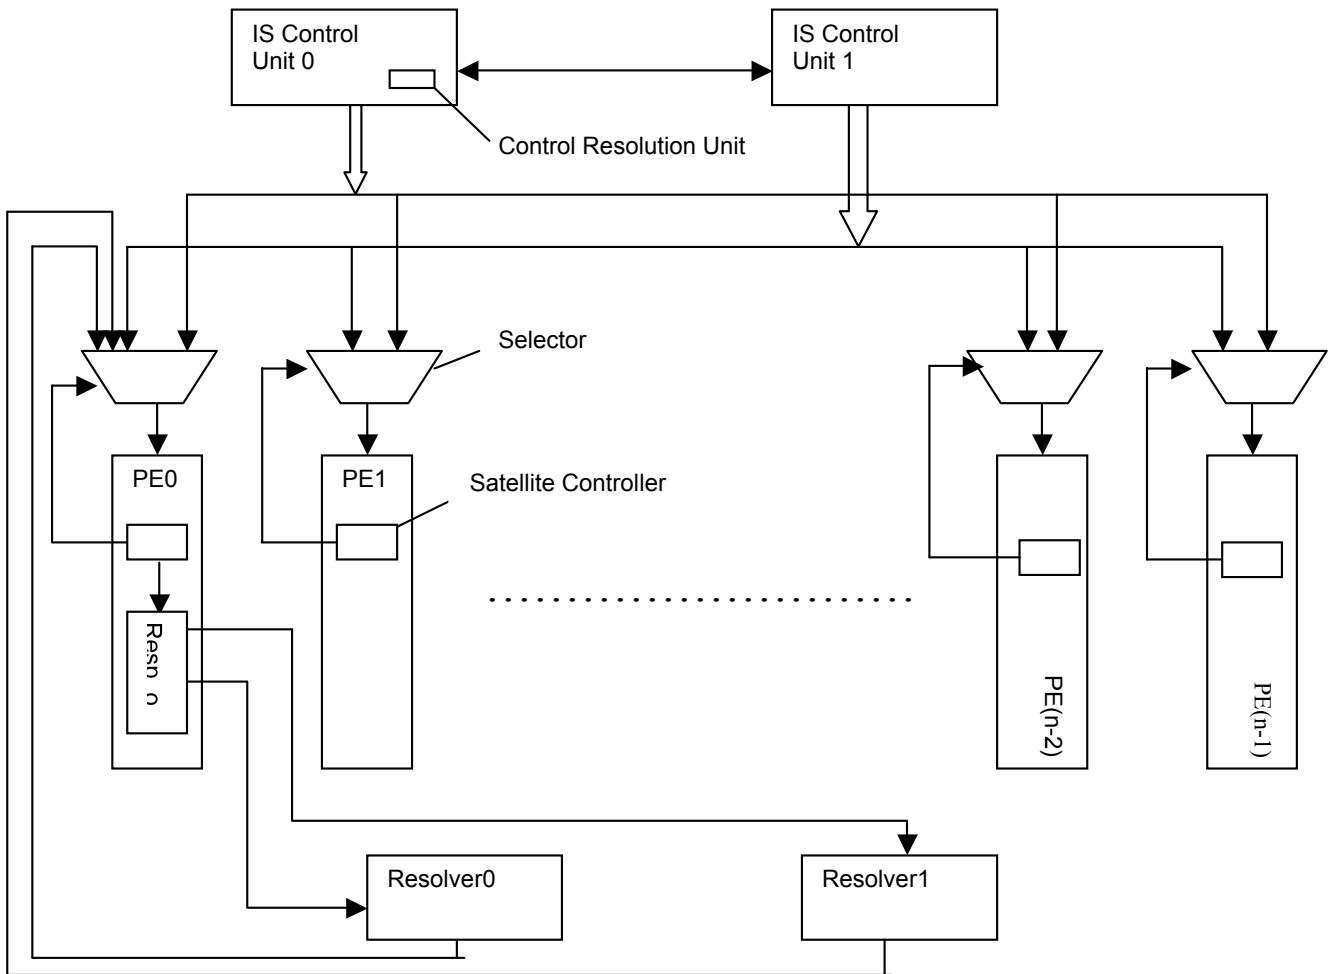 IS Control
Unit 0
IS Control
Unit 1
Control Resolution Unit
Selector
PE0
PE1
Satellite Controller
Resp
PE(n-2)
PE(n-1)
Resolver0
Resolver1